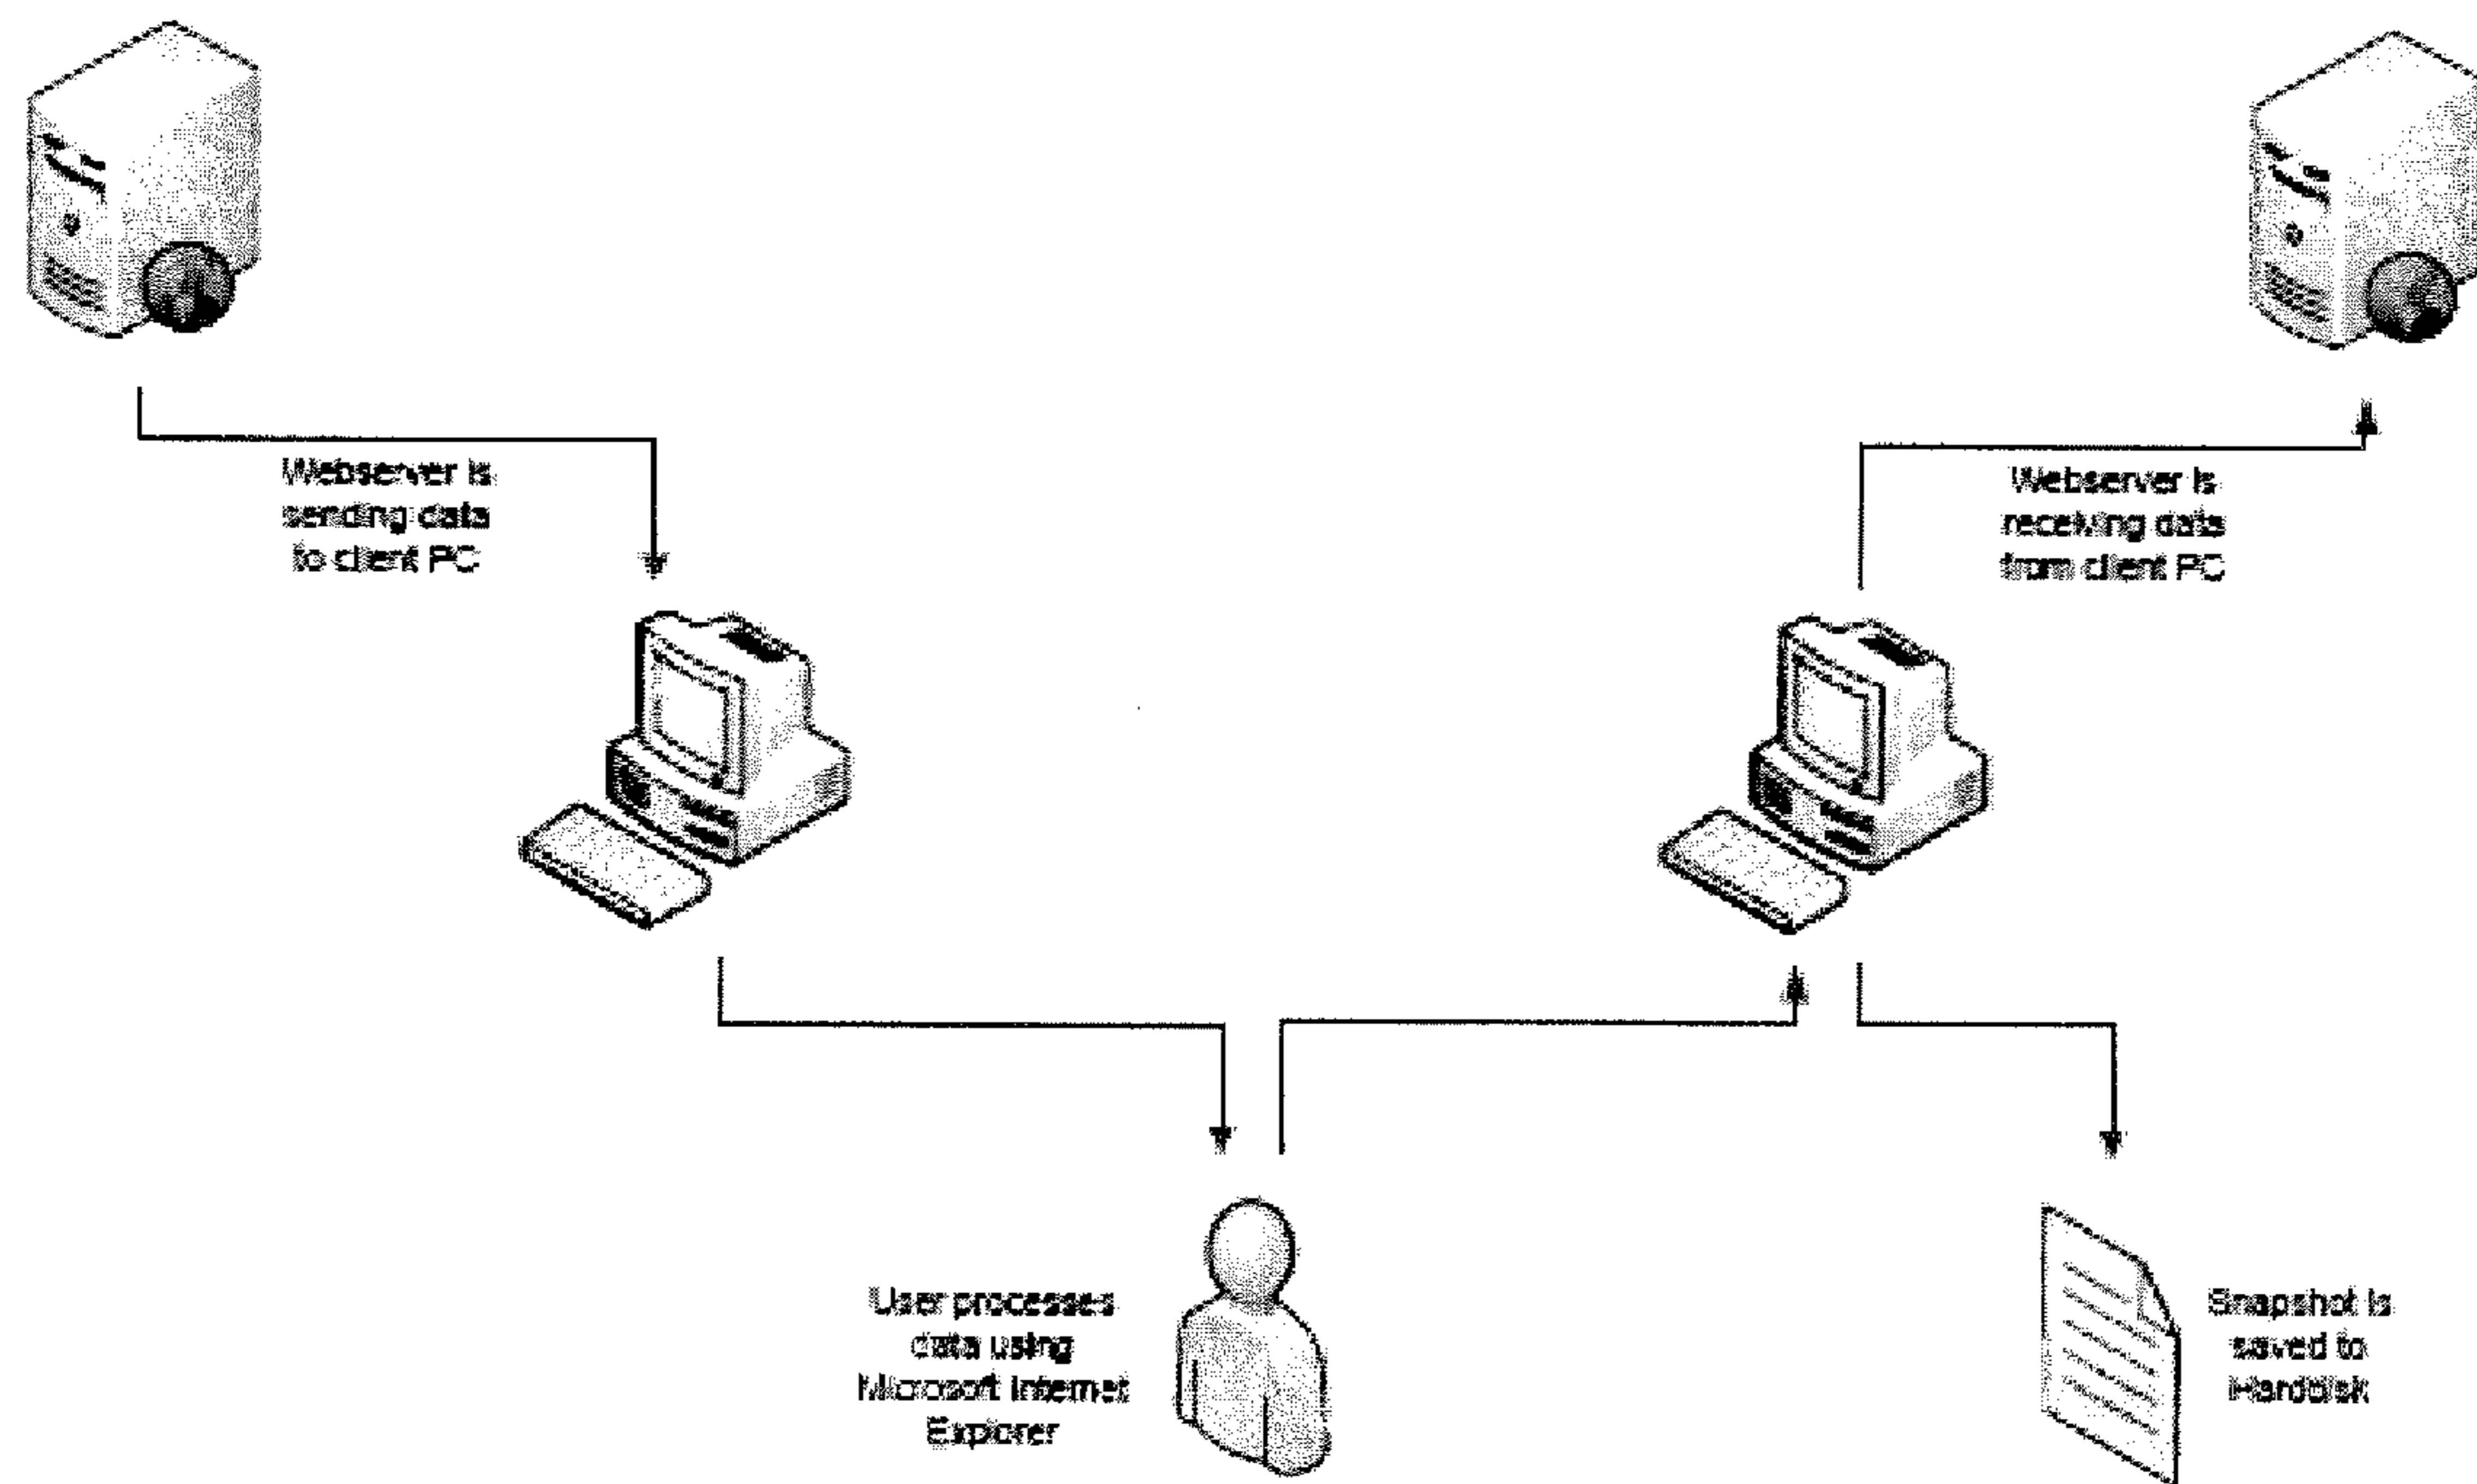 Webserver is
sending data
to client PC
Webserver is
receiving data
from client PC
User processes
data using
Microsoft Internet
Explorer
Snapshot is
saved to
Harddisk